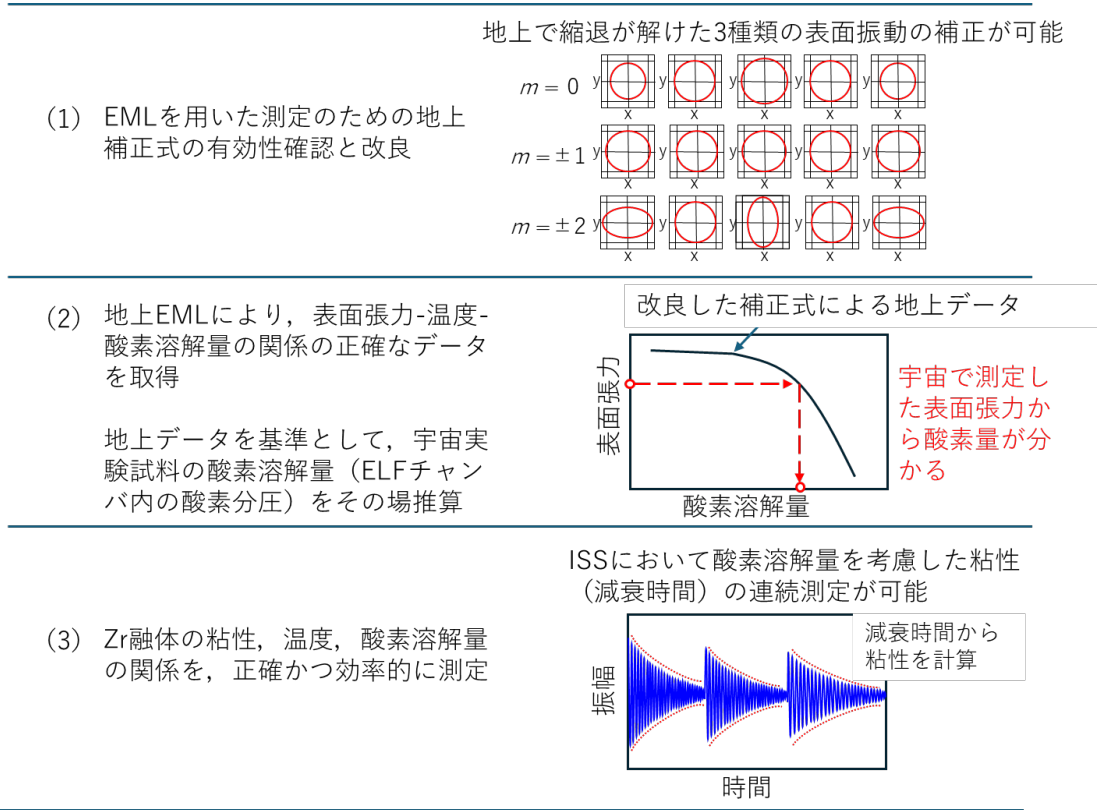 地上で縮退が解けた3種類の表面振動の補正が可能
(1) EMLを用いた測定のための地上
補正式の有効性確認と改良
m = 0 y y y y y
x x x x x
m = ±1 y y y y y
x x x x x
m = ±2 y y y y y
x x x x x
(2) 地上EMLにより，表面張力-温度-
酸素溶解量の関係の正確なデータ
を取得
地上データを基準として，宇宙実
験試料の酸素溶解量（ELFチャン
バ内の酸素分圧）をその場推算
改良した補正式による地上データ
表面張力
酸素溶解量
宇宙で測定し
た表面張力か
ら酸素量が分
かる
(3) Zr融体の粘性，温度，酸素溶解量
の関係を，正確かつ効率的に測定
ISSにおいて酸素溶解量を考慮した粘性
（減衰時間）の連続測定が可能
減衰時間から
粘性を計算
振幅
時間